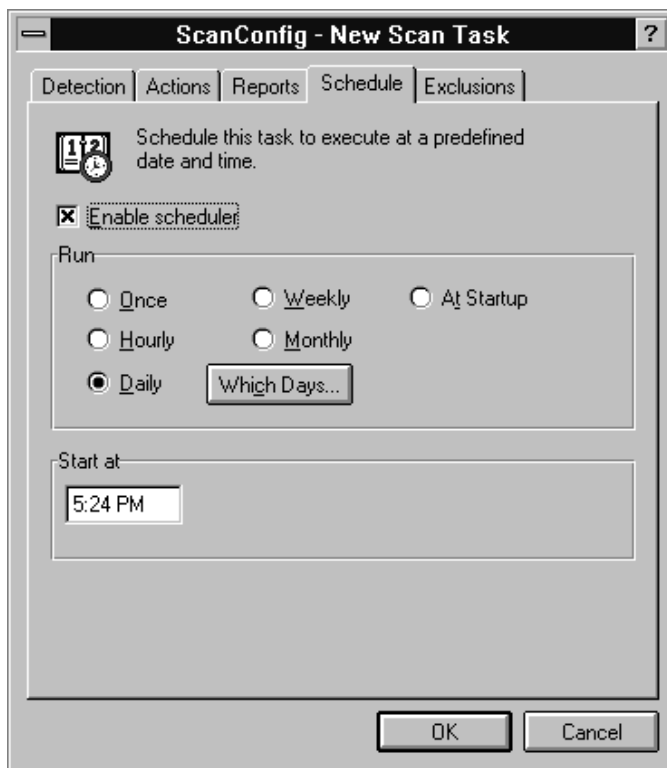 ScanConfig - New Scan Task
?
Detection Actions Reports Schedule Exclusions
1 2
Schedule this task to execute at a predefined
date and time.
Enable scheduler
Run
Once Weekly At Startup
Hourly Monthly
Daily Which Days...
Start at
5:24 PM
OK Cancel